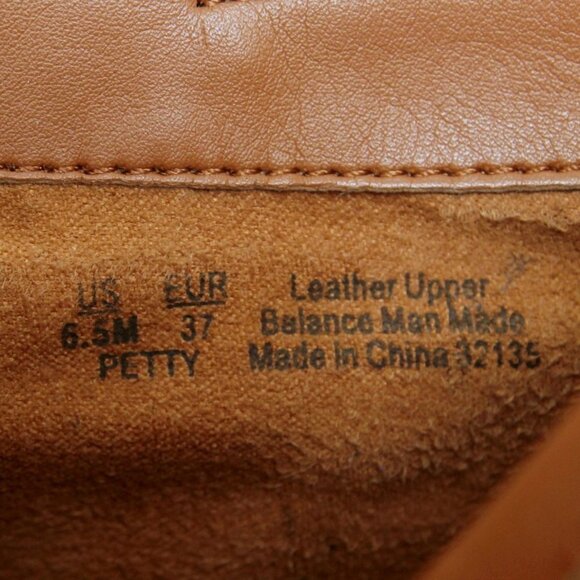 US EUR
6.5M 37
PETTY
Leather Upper
Balance Man Made
Made in China 32135